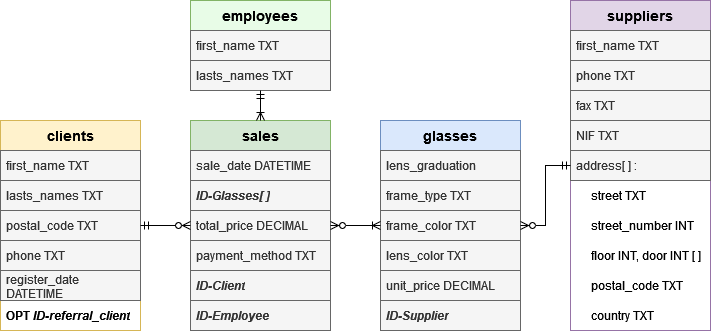 employees
first_name TXT
lasts_names TXT
suppliers
first_name TXT
phone TXT
fax TXT
NIF TXT
address[ ] :
street TXT
street_number INT
floor INT, door INT [ ]
postal_code TXT
country TXT
clients
first_name TXT
lasts_names TXT
postal_code TXT
phone TXT
register_date
DATETIME
OPT ID-referral_client
sales
sale_date DATETIME
ID-Glasses[ ]
total_price DECIMAL
payment_method TXT
ID-Client
ID-Employee
glasses
lens_graduation
frame_type TXT
frame_color TXT
lens_color TXT
unit_price DECIMAL
ID-Supplier